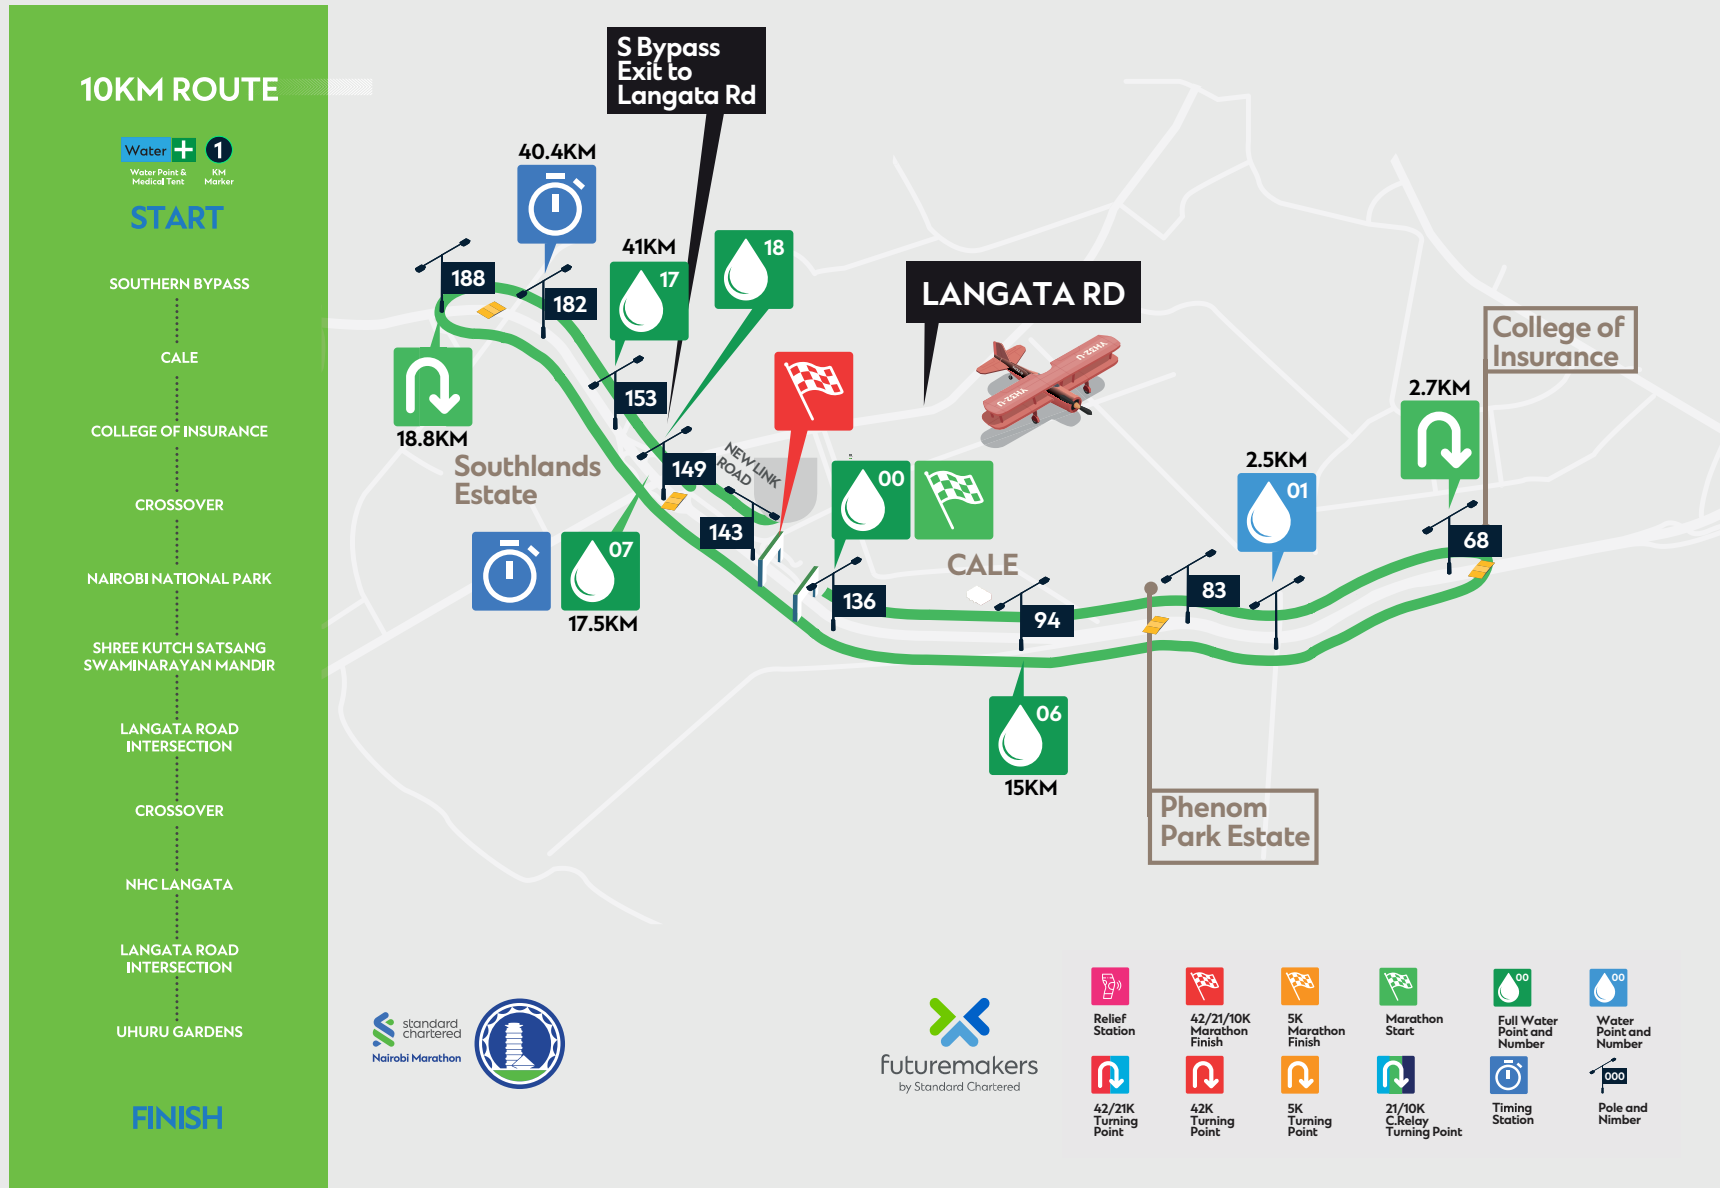 10KM ROUTE
Water
1
Water Point &
Medical Tent
KM
Marker
START
SOUTHERN BYPASS
CALE
COLLEGE OF INSURANCE
CROSSOVER
NAIROBI NATIONAL PARK
SHREE KUTCH SATSANG
SWAMINARAYAN MANDIR
LANGATA ROAD
INTERSECTION
CROSSOVER
NHC LANGATA
LANGATA ROAD
INTERSECTION
UHURU GARDENS
FINISH
S Bypass
Exit to
Langata Rd
40.4KM
188
182
41KM
17
18
153
18.8KM
Southlands
Estate
149
NEW LINK
ROAD
143
07
17.5KM
LANGATA RD
YH32-U
YH32-U
00
136
CALE
94
06
15KM
83
2.5KM
01
2.7KM
68
College of
Insurance
Phenom
Park Estate
standard
chartered
Nairobi Marathon
futuremakers
by Standard Chartered
Relief
Station
42/21/10K
Marathon
Finish
5K
Marathon
Finish
Marathon
Start
00
Full Water
Point and
Number
00
Water
Point and
Number
42/21K
Turning
Point
42K
Turning
Point
5K
Turning
Point
21/10K
C.Relay
Turning Point
Timing
Station
000
Pole and
Nimber